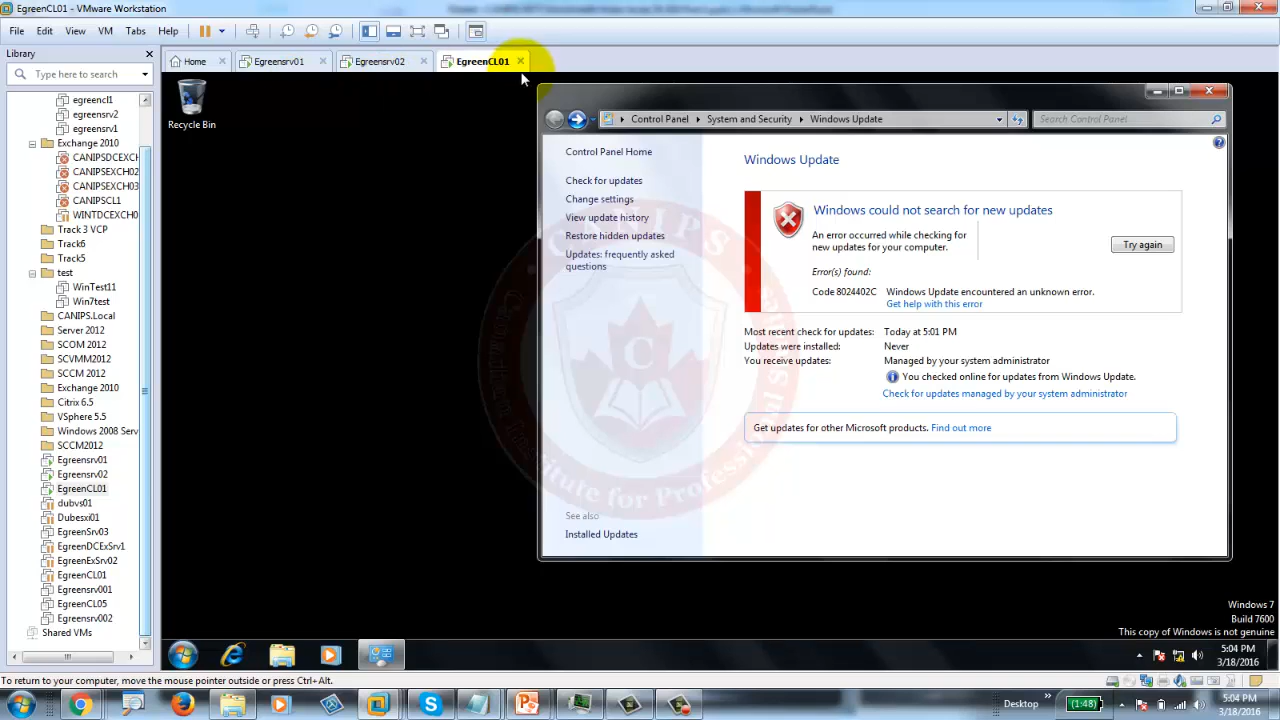 EgreenCL01 - VMware Workstation
File Edit View VM Tabs Help
Library
Home Egreensrv01 Egreensrv02 EgreenCL01
Type here to search
egreencl1
egreensrv2
egreensrv1
Exchange 2010
CANIPSDCEXCH
CANIPSEXCH02
CANIPSEXCH03
CANIPSCL1
WINTDCEXCH0
Track 3 VCP
Track6
Track5
test
WinTest11
Win7test
CANIPS.Local
Server 2012
SCOM 2012
SCVMM2012
SCCM 2012
Exchange 2010
Citrix 6.5
VSphere 5.5
Windows 2008 Serv
SCCM2012
Egreensrv01
Egreensrv02
EgreenCL01
dubvs01
Dubesxi01
EgreenSrv03
EgreenDCExSrv1
EgreenExSrv02
EgreenCL01
Egreensrv001
EgreenCL05
Egreensrv002
Shared VMs
Recycle Bin
Control Panel System and Security Windows Update
Search Control Panel
Control Panel Home
Check for updates
Change settings
View update history
Restore hidden updates
Updates: frequently asked
questions
See also
Installed Updates
Windows Update
Windows could not search for new updates
An error occurred while checking for
new updates for your computer.
Try again
Error(s) found:
Code 8024402C Windows Update encountered an unknown error.
Get help with this error
Most recent check for updates: Today at 5:01 PM
Updates were installed: Never
You receive updates: Managed by your system administrator
You checked online for updates from Windows Update.
Check for updates managed by your system administrator
Get updates for other Microsoft products. Find out more
CANIPS
C
Institute for Professional
Windows 7
Build 7600
This copy of Windows is not genuine
5:04 PM
3/18/2016
To return to your computer, move the mouse pointer outside or press Ctrl+Alt.
Desktop
(1:48)
5:04 PM
3/18/2016